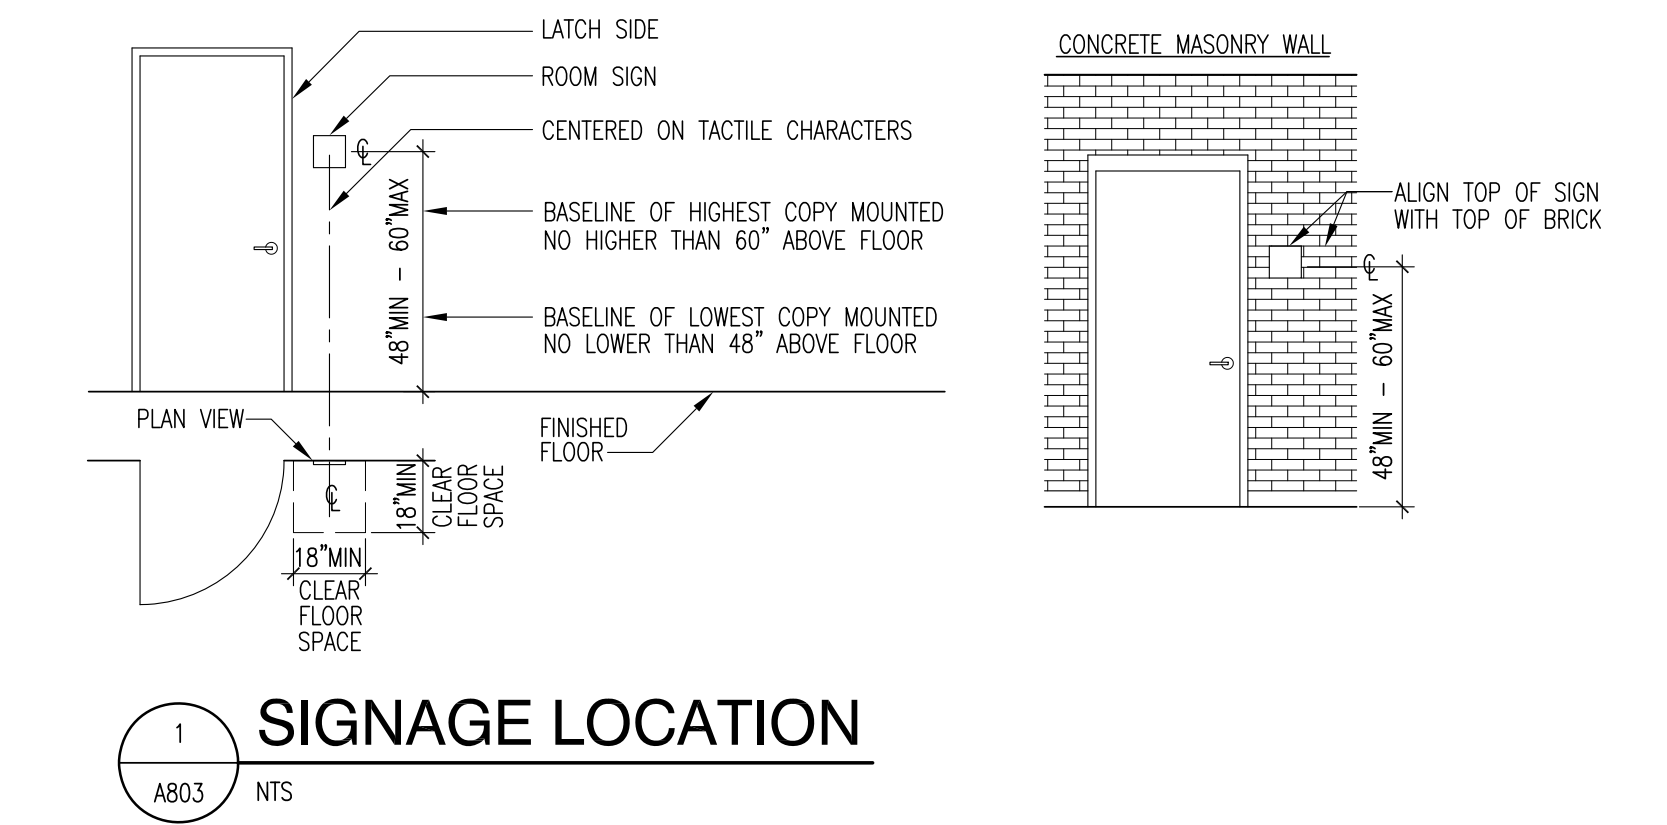 LATCH SIDE
ROOM SIGN
CENTERED ON TACTILE CHARACTERS
℄
48"MIN - 60"MAX
BASELINE OF HIGHEST COPY MOUNTED
NO HIGHER THAN 60" ABOVE FLOOR
BASELINE OF LOWEST COPY MOUNTED
NO LOWER THAN 48" ABOVE FLOOR
PLAN VIEW
FINISHED
FLOOR
℄
18"MIN
CLEAR
FLOOR
SPACE
18"MIN
CLEAR
FLOOR
SPACE
CONCRETE MASONRY WALL
ALIGN TOP OF SIGN
WITH TOP OF BRICK
℄
48"MIN - 60"MAX
1
A803
SIGNAGE LOCATION
NTS